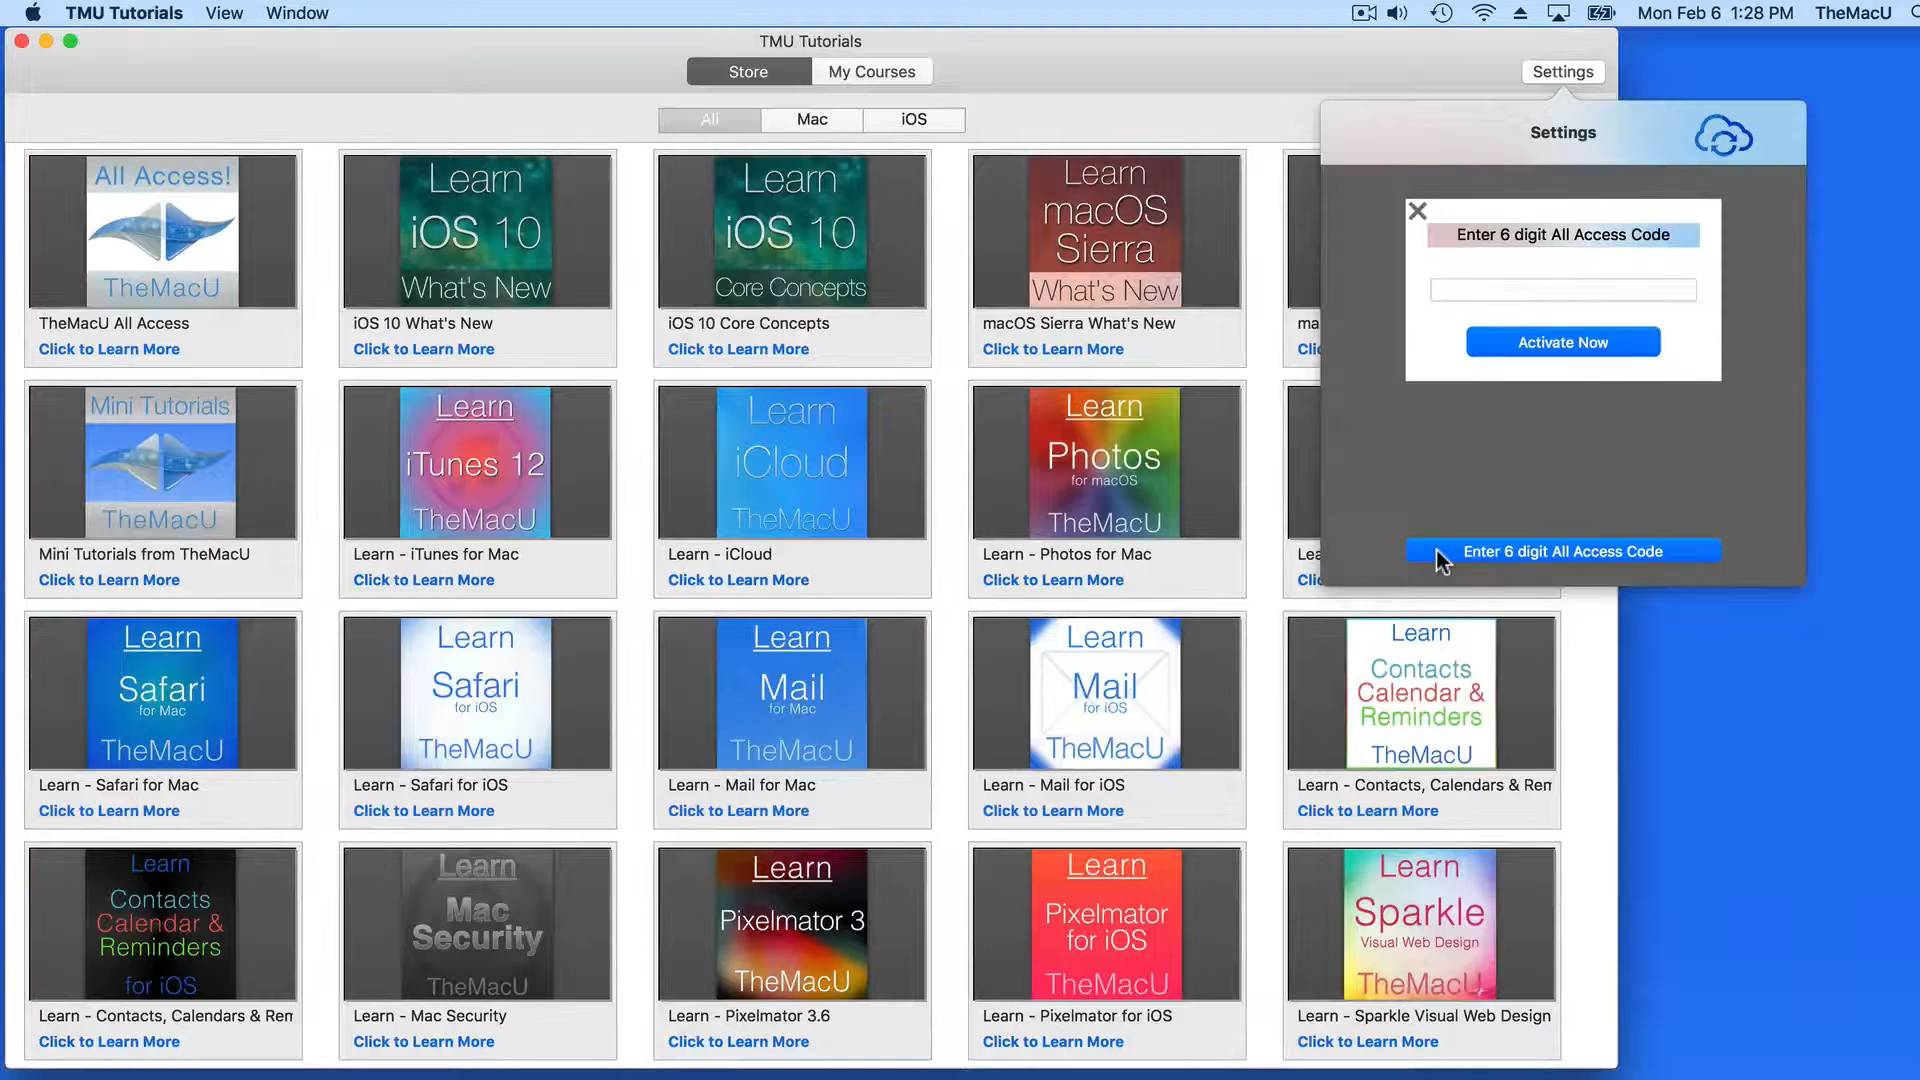 TMU Tutorials View Window Mon Feb 6 1:28 PM TheMacU
TMU Tutorials
Store My Courses Settings
All Mac iOS
Settings
Enter 6 digit All Access Code
Activate Now
Enter 6 digit All Access Code
All Access!
TheMacU
TheMacU All Access
Click to Learn More
Learn
iOS 10
What's New
iOS 10 What's New
Click to Learn More
Learn
iOS 10
Core Concepts
iOS 10 Core Concepts
Click to Learn More
Learn
macOS
Sierra
What's New
macOS Sierra What's New
Click to Learn More
ma
Clic
Mini Tutorials
TheMacU
Mini Tutorials from TheMacU
Click to Learn More
Learn
iTunes 12
TheMacU
Learn - iTunes for Mac
Click to Learn More
Learn
iCloud
TheMacU
Learn - iCloud
Click to Learn More
Learn
Photos
for macOS
TheMacU
Learn - Photos for Mac
Click to Learn More
Lea
Clic
Learn
Safari
for Mac
TheMacU
Learn - Safari for Mac
Click to Learn More
Learn
Safari
for iOS
TheMacU
Learn - Safari for iOS
Click to Learn More
Learn
Mail
for Mac
TheMacU
Learn - Mail for Mac
Click to Learn More
Learn
Mail
for iOS
TheMacU
Learn - Mail for iOS
Click to Learn More
Learn
Contacts
Calendar &
Reminders
TheMacU
Learn - Contacts, Calendars & Rem
Click to Learn More
Learn
Contacts
Calendar &
Reminders
for iOS
Learn - Contacts, Calendars & Rem
Click to Learn More
Learn
Mac
Security
TheMacU
Learn - Mac Security
Click to Learn More
Learn
Pixelmator 3
TheMacU
Learn - Pixelmator 3.6
Click to Learn More
Learn
Pixelmator
for iOS
TheMacU
Learn - Pixelmator for iOS
Click to Learn More
Learn
Sparkle
Visual Web Design
TheMacU
Learn - Sparkle Visual Web Design
Click to Learn More